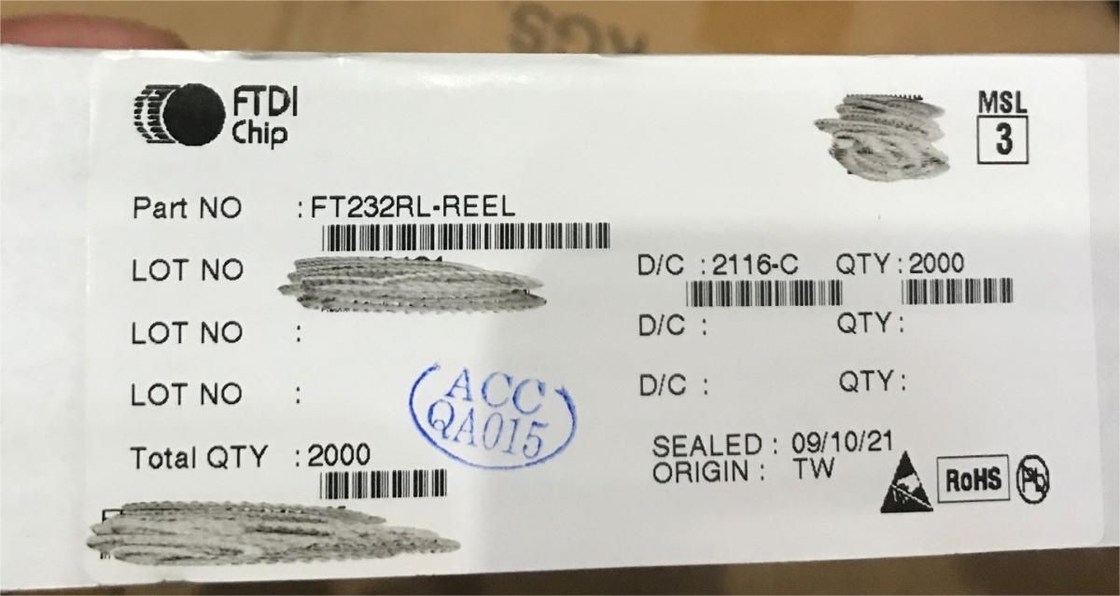 FTDI
Chip
MSL
3
Part NO : FT232RL-REEL
LOT NO D/C : 2116-C QTY : 2000
LOT NO : D/C : QTY :
LOT NO : D/C : QTY :
ACC
QA015
Total QTY : 2000
SEALED : 09/10/21
ORIGIN : TW
RoHS
Pb